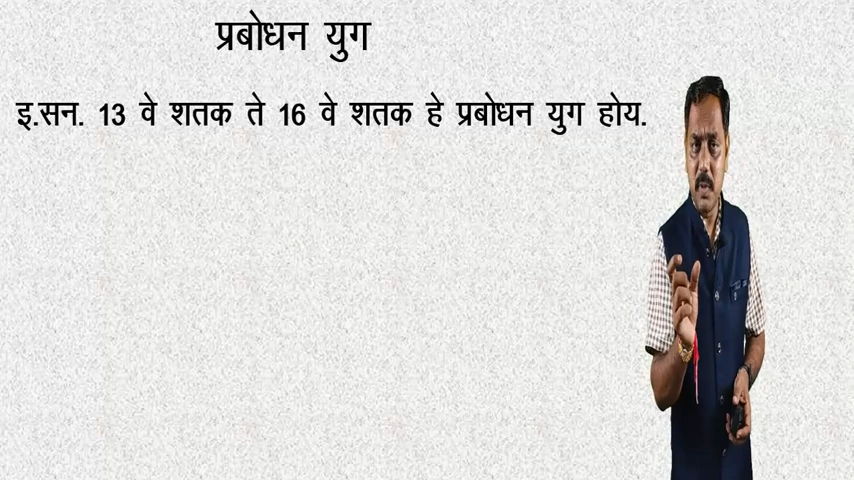 प्रबोधन युग
इ.सन. 13 वे शतक ते 16 वे शतक हे प्रबोधन युग होय.